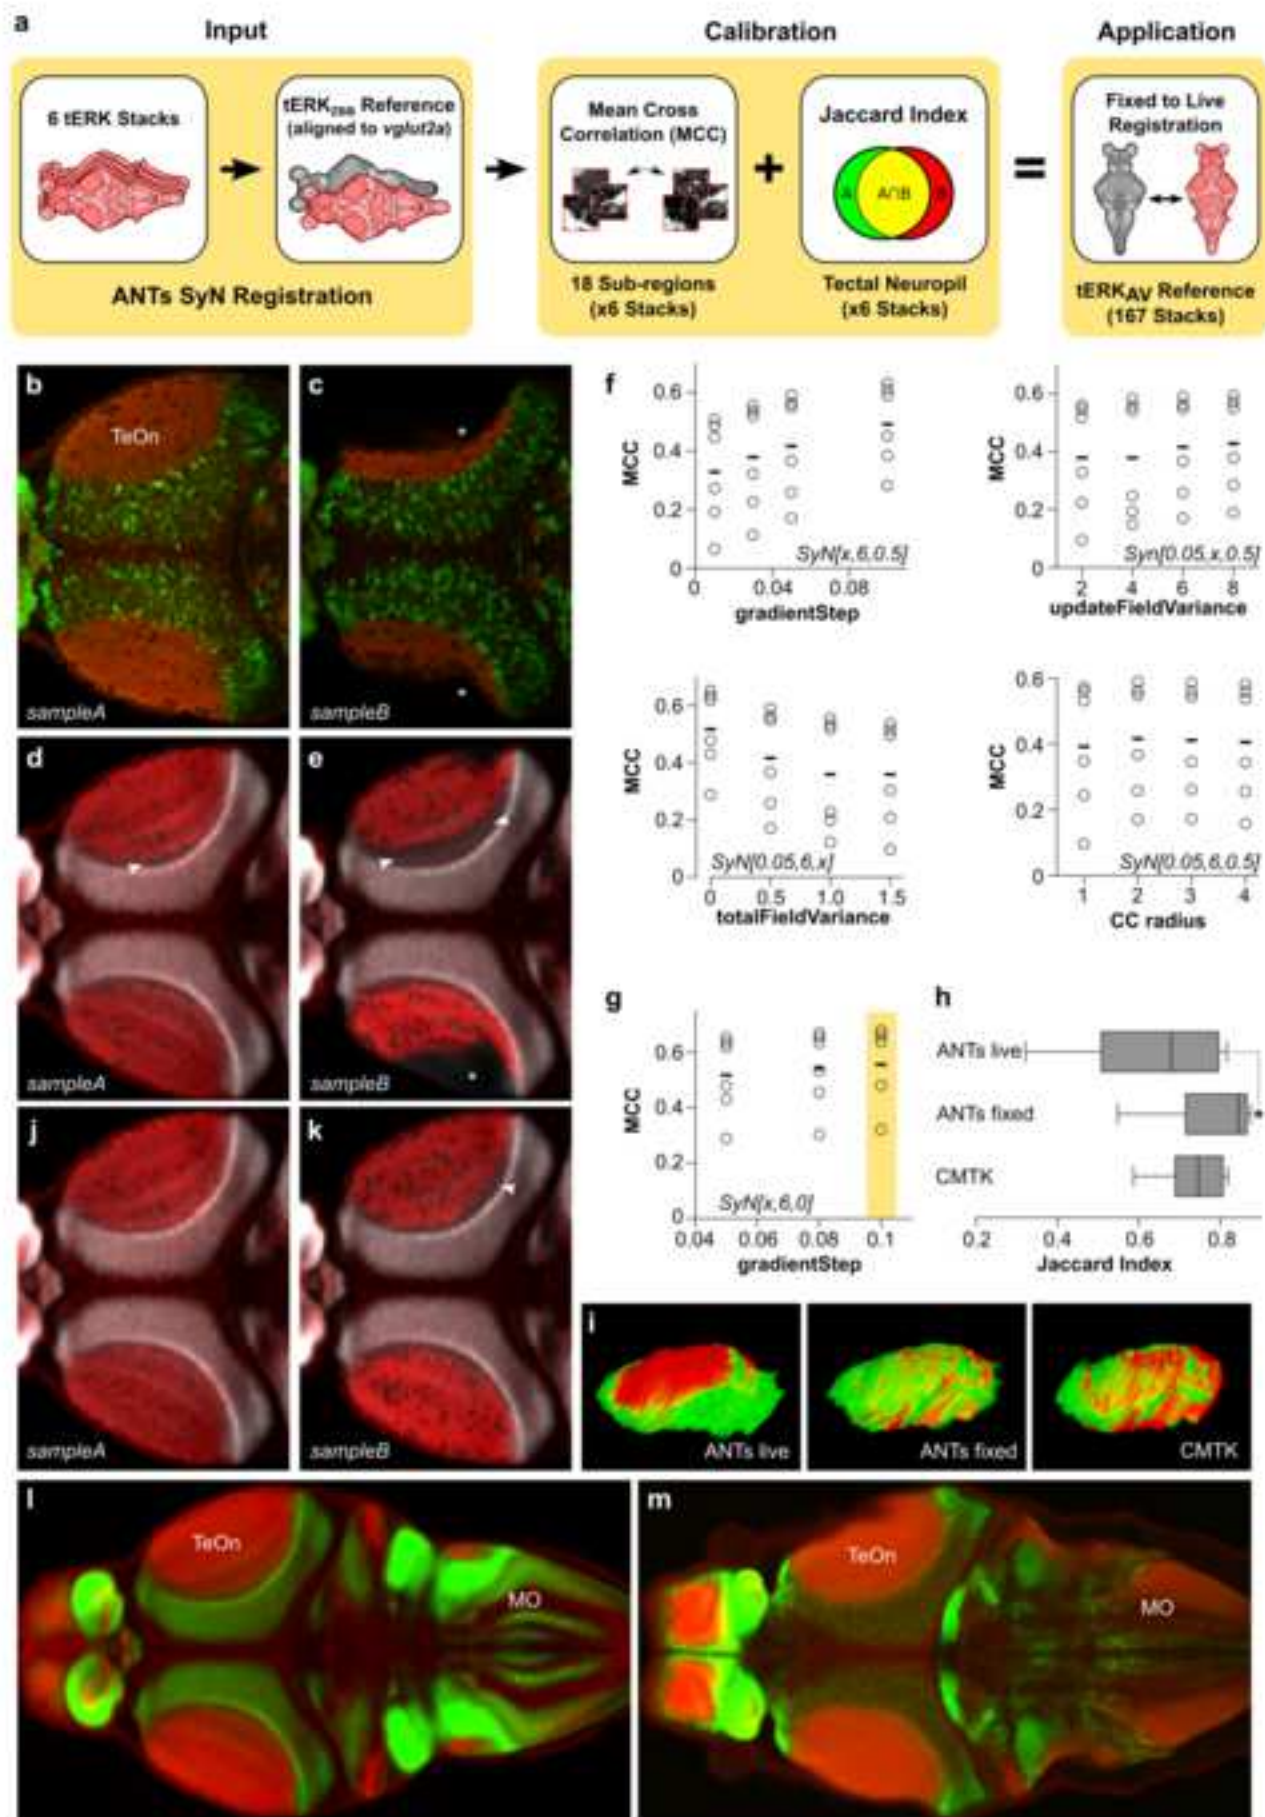 a
Input
Calibration
Application
6 tERK Stacks
tERK₂₆₈ Reference
(aligned to vglut2a)
Mean Cross
Correlation (MCC)
Jaccard Index
A
A∩B
Fixed to Live
Registration
ANTs SyN Registration
18 Sub-regions
(x6 Stacks)
Tectal Neuropil
(x6 Stacks)
tERK_AV Reference
(167 Stacks)
b
TeOn
sampleA
c
*
*
sampleB
d
sampleA
e
*
sampleB
j
sampleA
k
sampleB
f
MCC
0.6
0.4
0.2
0
SyN[x,6,0.5]
0
0.04
0.08
gradientStep
MCC
0.6
0.4
0.2
0
Syn[0.05,x,0.5]
2
4
6
8
updateFieldVariance
MCC
0.6
0.4
0.2
0
SyN[0.05,6,x]
0
0.5
1.0
1.5
totalFieldVariance
MCC
0.6
0.4
0.2
0
SyN[0.05,6,0.5]
1
2
3
4
CC radius
g
MCC
0.6
0.4
0.2
0
SyN[x,6,0]
0.04
0.06
0.08
0.1
gradientStep
h
ANTs live
ANTs fixed
*
CMTK
0.2
0.4
0.6
0.8
Jaccard Index
i
ANTs live
ANTs fixed
CMTK
l
TeOn
MO
m
TeOn
MO